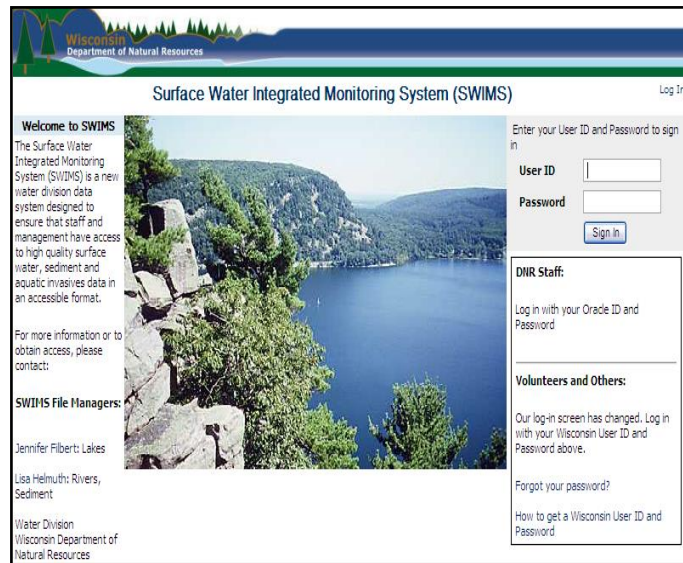 Wisconsin
Department of Natural Resources
Surface Water Integrated Monitoring System (SWIMS)
Log In
Welcome to SWIMS
The Surface Water
Integrated Monitoring
System (SWIMS) is a new
water division data
system designed to
ensure that staff and
management have access
to high quality surface
water, sediment and
aquatic invasives data in
an accessible format.
For more information or to
obtain access, please
contact:
SWIMS File Managers:
Jennifer Filbert: Lakes
Lisa Helmuth: Rivers,
Sediment
Water Division
Wisconsin Department of
Natural Resources
Enter your User ID and Password to sign
in
User ID
Password
Sign In
DNR Staff:
Log in with your Oracle ID and
Password
Volunteers and Others:
Our log-in screen has changed. Log in
with your Wisconsin User ID and
Password above.
Forgot your password?
How to get a Wisconsin User ID and
Password